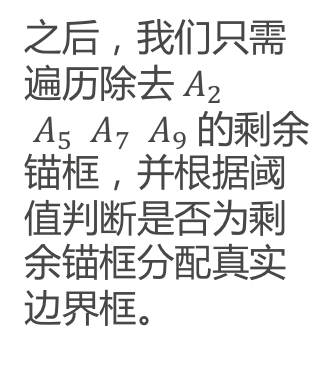 之后，我们只需
遍历除去 A₂
A₅ A₇ A₉ 的剩余
锚框，并根据阈
值判断是否为剩
余锚框分配真实
边界框。